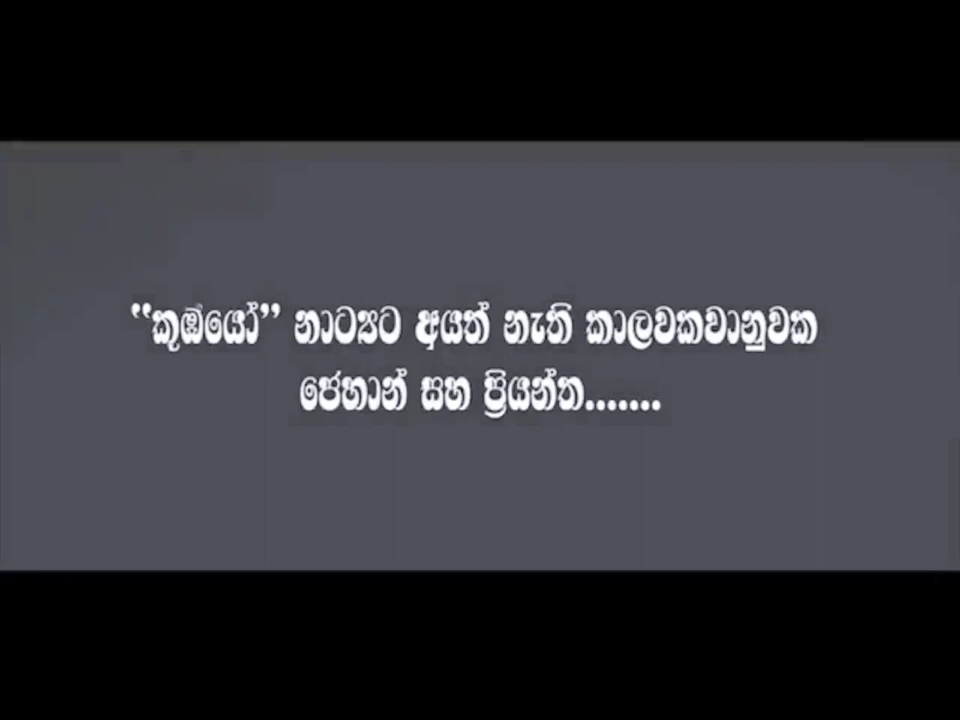 “කුඹියෝ” නාට්‍යට අයත් නැති කාලවකවානුවක
ජෙහාන් සහ ප්‍රියන්ත.......